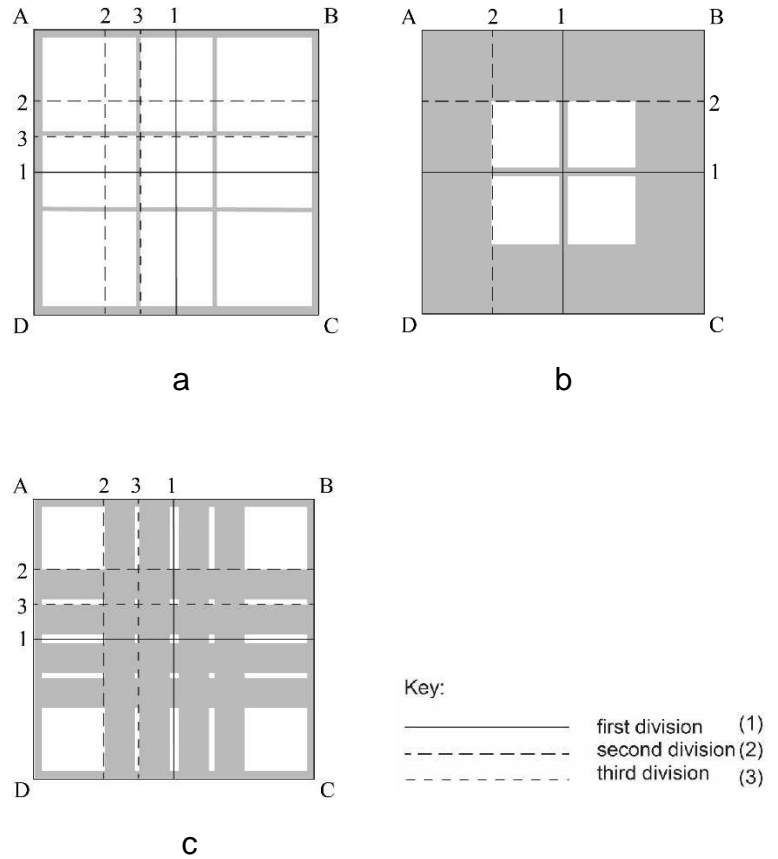 A 2 3 1 B
2
3
1
D C
a
A 2 1 B
2
1
D C
b
A 2 3 1 B
2
3
1
D C
c
Key:
first division (1)
second division (2)
third division (3)